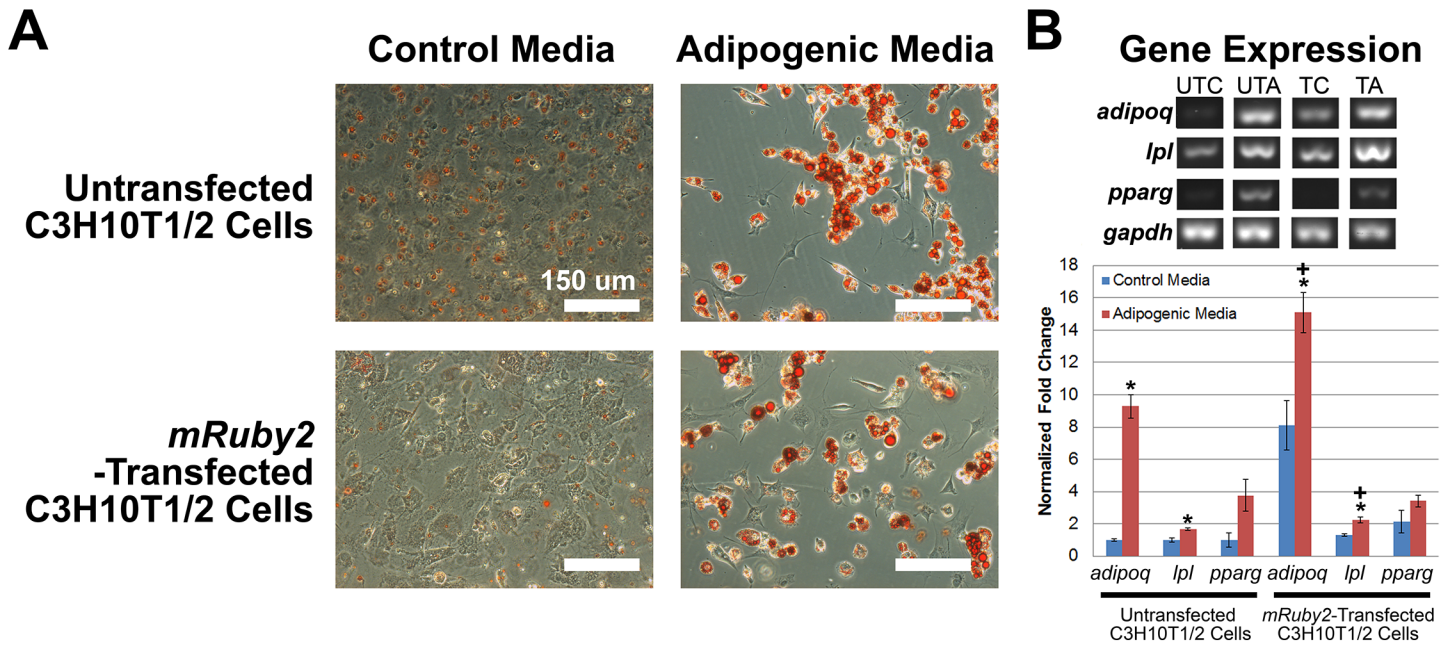 A
Control Media
Adipogenic Media
Untransfected
C3H10T1/2 Cells
150 um
mRuby2
-Transfected
C3H10T1/2 Cells
B
Gene Expression
UTC UTA TC TA
adipoq
lpl
pparg
gapdh
Normalized Fold Change
18
16
14
12
10
8
6
4
2
0
Control Media
Adipogenic Media
*
*
+
*
+
*
adipoq lpl pparg adipoq lpl pparg
Untransfected
C3H10T1/2 Cells
mRuby2-Transfected
C3H10T1/2 Cells